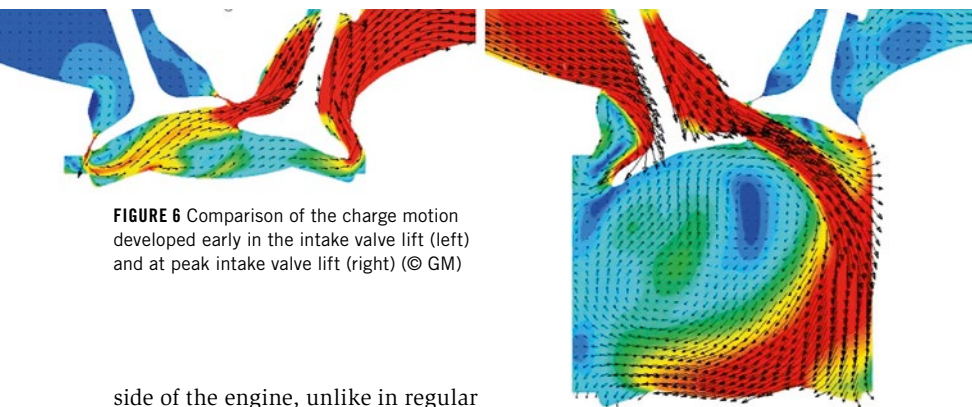 FIGURE 6 Comparison of the charge motion
developed early in the intake valve lift (left)
and at peak intake valve lift (right) (© GM)
side of the engine, unlike in regular